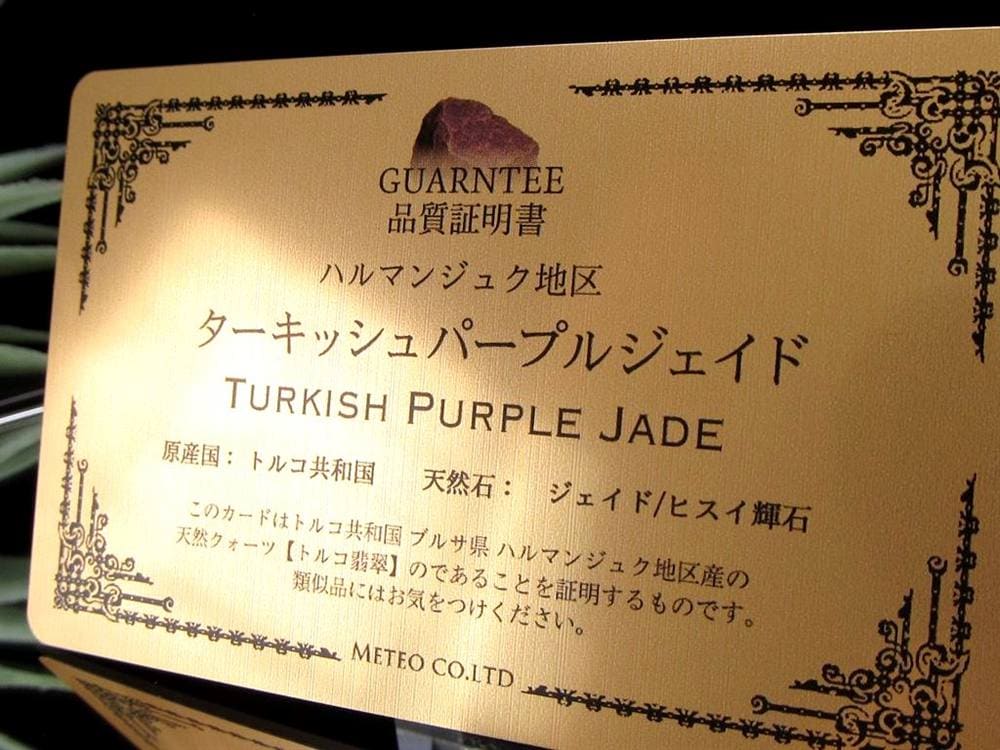 GUARNTEE
品質証明書
ハルマンジュク地区
ターキッシュパープルジェイド
TURKISH PURPLE JADE
原産国： トルコ共和国　天然石： ジェイド/ヒスイ輝石
このカードはトルコ共和国 ブルサ県 ハルマンジュク地区産の
天然クォーツ【トルコ翡翠】のであることを証明するものです。
類似品にはお気をつけください。
METEO CO.LTD